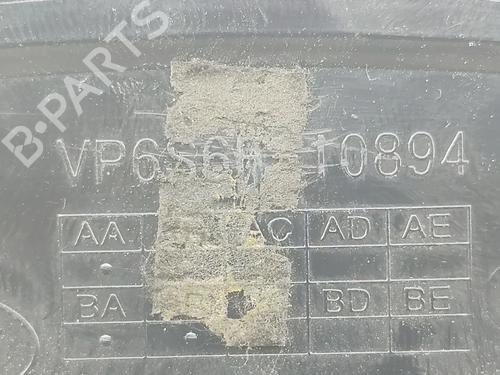 B-PARTS
VP6S6 10894
AA AC AD AE
BA BD BE